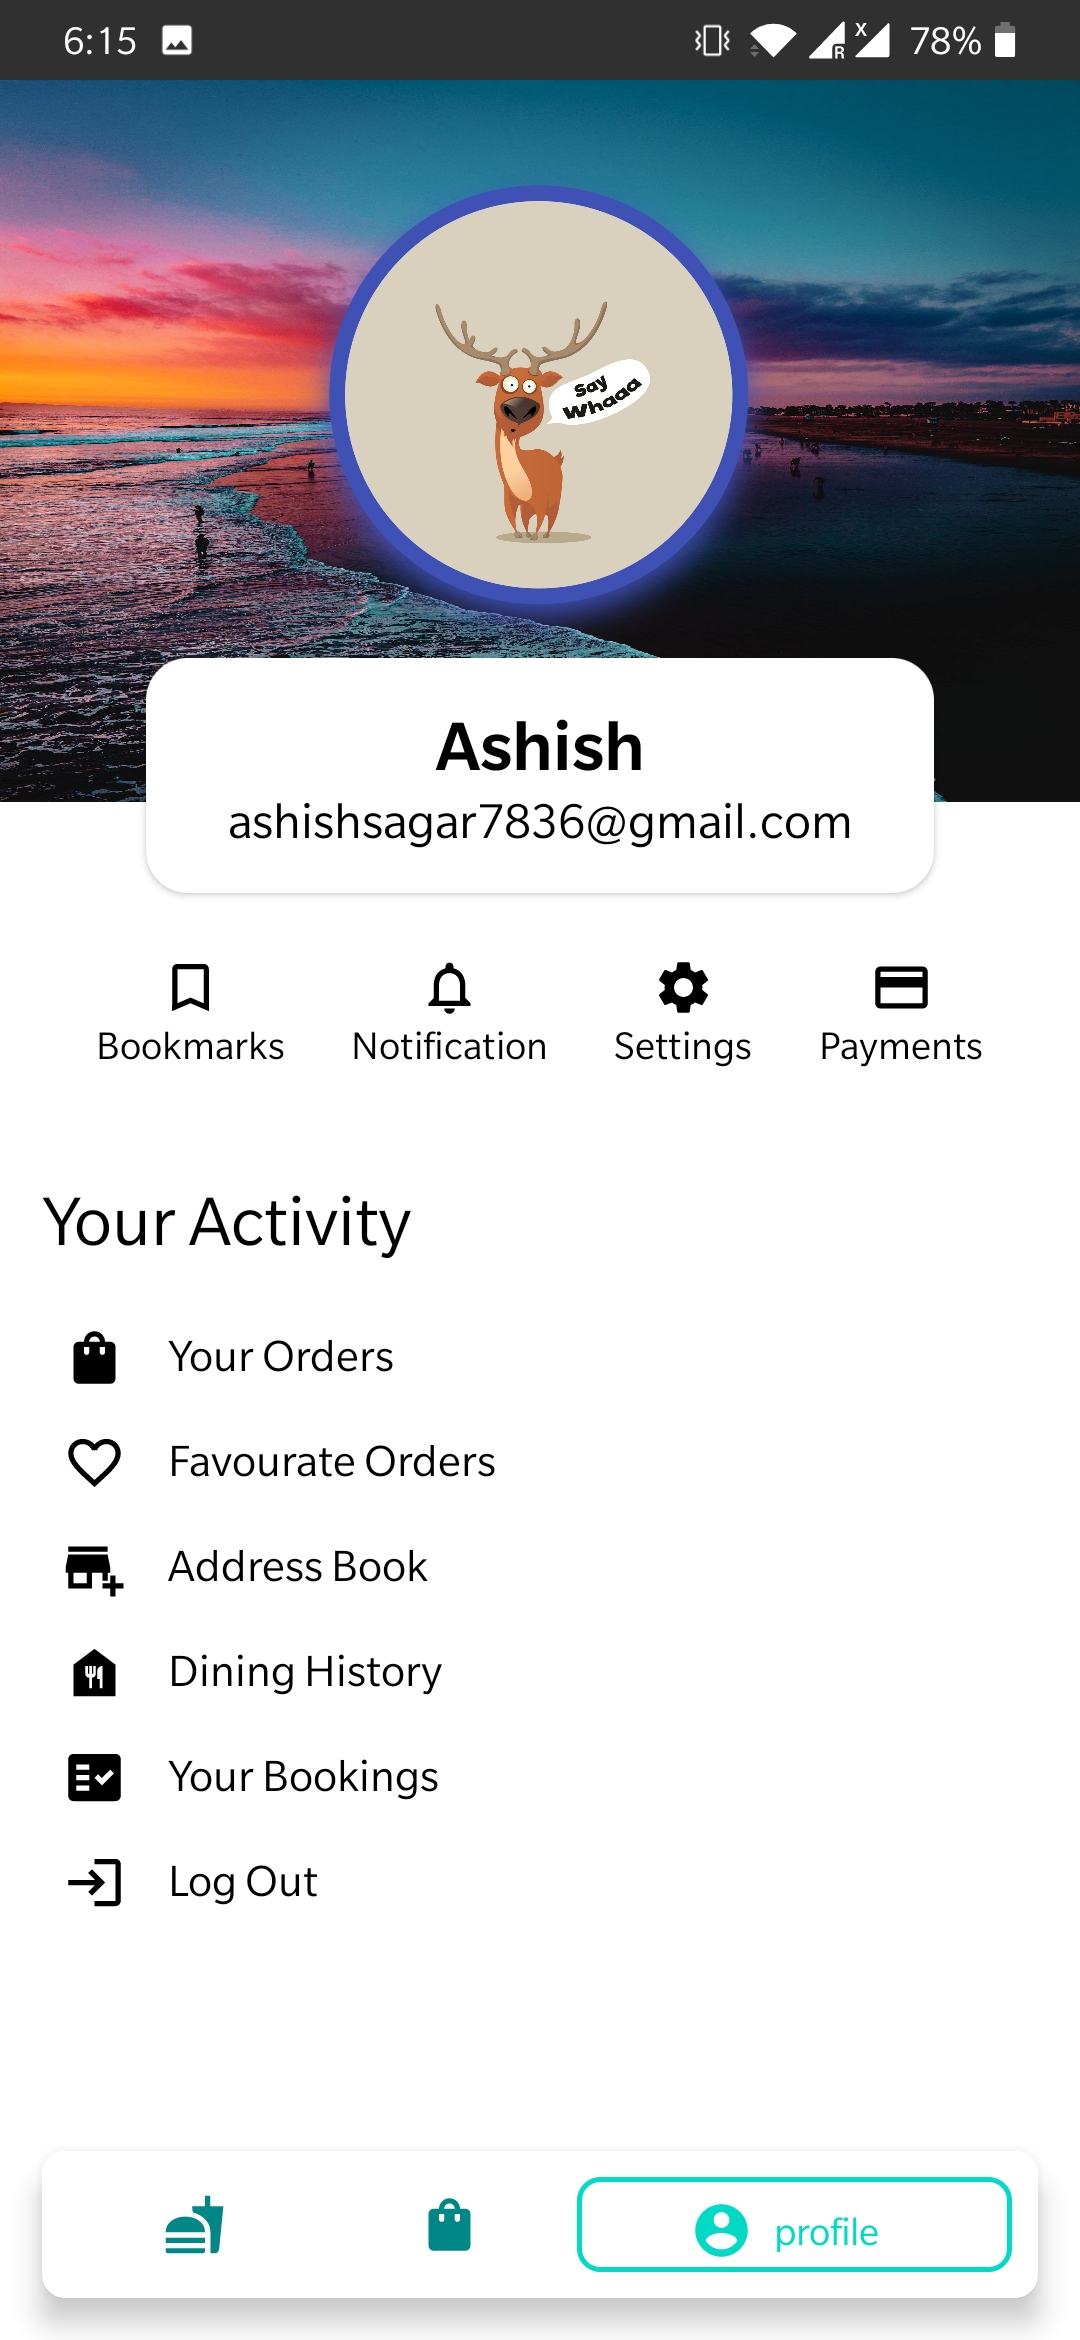 6:15
R
X
78%
Say
Whaaa
Ashish
ashishsagar7836@gmail.com
Bookmarks
Notification
Settings
Payments
Your Activity
Your Orders
Favourate Orders
Address Book
Dining History
Your Bookings
Log Out
profile